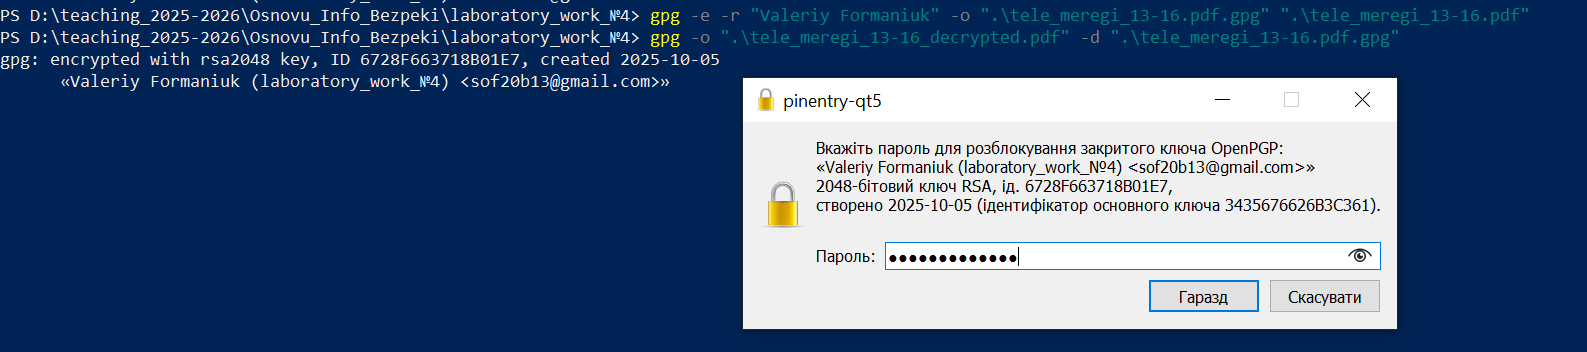 PS D:\teaching_2025-2026\Osnovu_Info_Bezpeki\laboratory_work_№4> gpg -e -r "Valeriy Formaniuk" -o ".\tele_meregi_13-16.pdf.gpg" ".\tele_meregi_13-16.pdf"
PS D:\teaching_2025-2026\Osnovu_Info_Bezpeki\laboratory_work_№4> gpg -o ".\tele_meregi_13-16_decrypted.pdf" -d ".\tele_meregi_13-16.pdf.gpg"
gpg: encrypted with rsa2048 key, ID 6728F663718B01E7, created 2025-10-05
«Valeriy Formaniuk (laboratory_work_№4) <sof20b13@gmail.com>»
pinentry-qt5
Вкажіть пароль для розблокування закритого ключа OpenPGP:
«Valeriy Formaniuk (laboratory_work_№4) <sof20b13@gmail.com>»
2048-бітовий ключ RSA, ід. 6728F663718B01E7,
створено 2025-10-05 (ідентифікатор основного ключа 3435676626B3C361).
Пароль: ●●●●●●●●●●●●●
Гаразд Скасувати